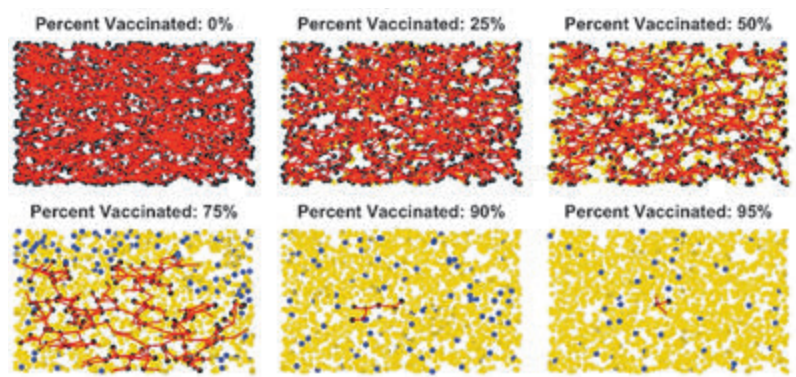 Percent Vaccinated: 0%
Percent Vaccinated: 25%
Percent Vaccinated: 50%
Percent Vaccinated: 75%
Percent Vaccinated: 90%
Percent Vaccinated: 95%